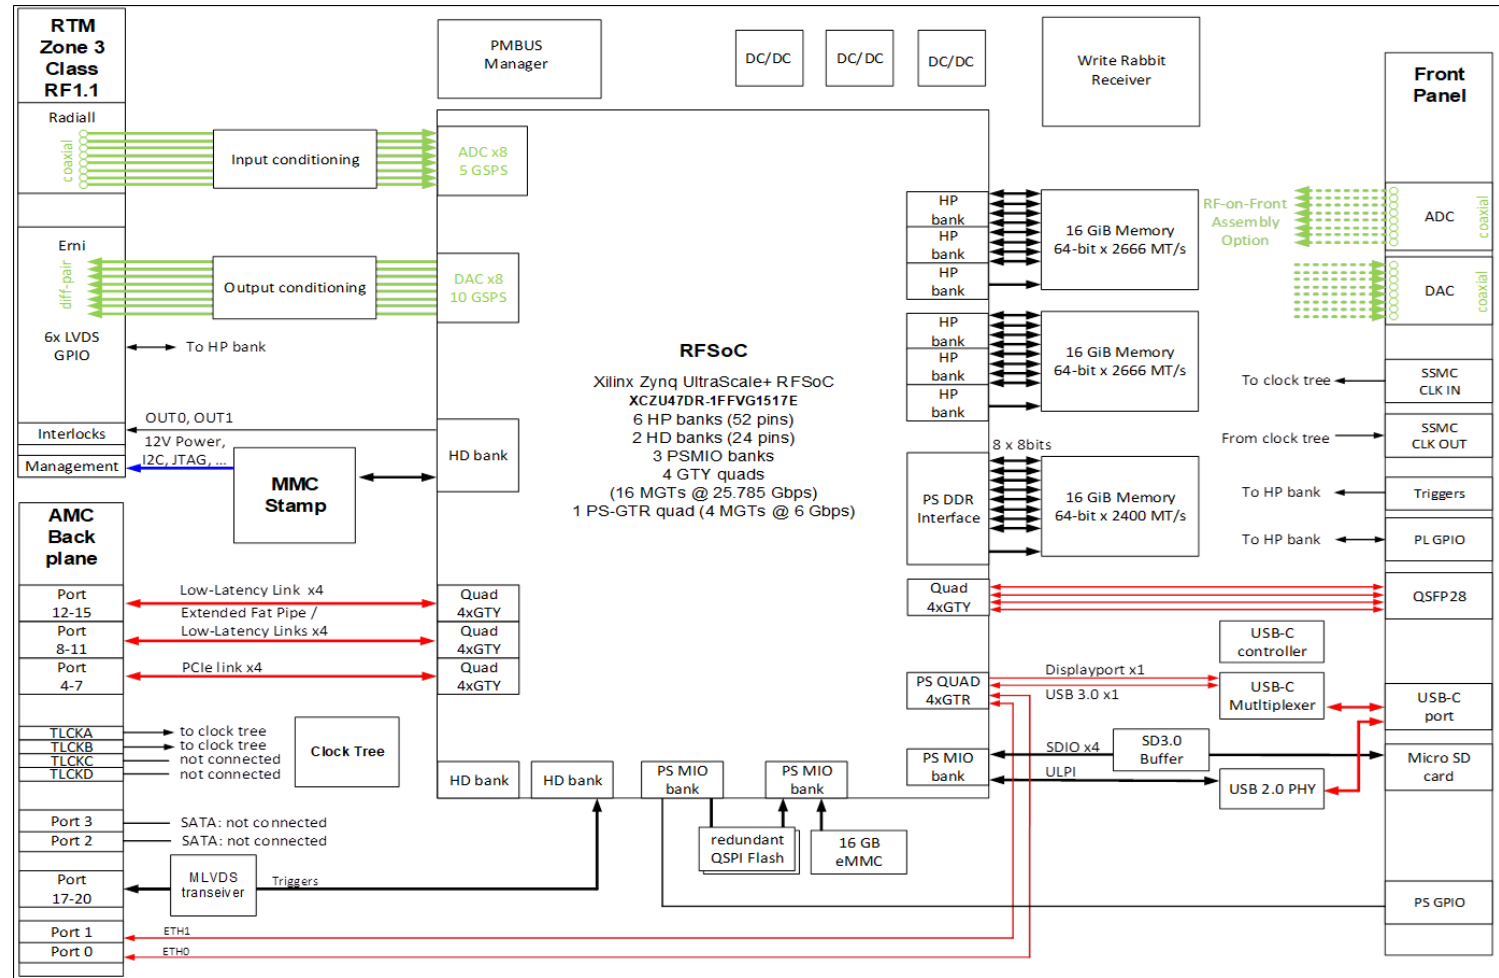 RTM
Zone 3
Class
RF1.1
Radiall
coaxial
Erni
diff-pair
6x LVDS
GPIO
Interlocks
Management
Input conditioning
Output conditioning
To HP bank
OUT0, OUT1
12V Power,
I2C, JTAG, ...
MMC
Stamp
AMC
Back
plane
Port
12-15
Port
8-11
Port
4-7
TLCKA
TLCKB
TLCKC
TLCKD
Port 3
Port 2
Port
17-20
Port 1
Port 0
Low-Latency Link x4
Extended Fat Pipe /
Low-Latency Links x4
PCIe link x4
to clock tree
to clock tree
not connected
not connected
Clock Tree
SATA: not connected
SATA: not connected
MLVDS
transeiver
Triggers
ETH1
ETH0
PMBUS
Manager
DC/DC
DC/DC
DC/DC
Write Rabbit
Receiver
ADC x8
5 GSPS
DAC x8
10 GSPS
HD bank
Quad
4xGTY
Quad
4xGTY
Quad
4xGTY
RFSoC
Xilinx Zynq UltraScale+ RFSoC
XCZU47DR-1FFVG1517E
6 HP banks (52 pins)
2 HD banks (24 pins)
3 PSMIO banks
4 GTY quads
(16 MGTs @ 25.785 Gbps)
1 PS-GTR quad (4 MGTs @ 6 Gbps)
HD bank
HD bank
PS MIO
bank
PS MIO
bank
redundant
QSPI Flash
16 GB
eMMC
HP
bank
HP
bank
HP
bank
HP
bank
HP
bank
HP
bank
PS DDR
Interface
Quad
4xGTY
PS QUAD
4xGTR
PS MIO
bank
16 GiB Memory
64-bit x 2666 MT/s
16 GiB Memory
64-bit x 2666 MT/s
8 x 8bits
16 GiB Memory
64-bit x 2400 MT/s
Displayport x1
USB 3.0 x1
SDIO x4
ULPI
SD3.0
Buffer
USB-C
controller
USB-C
Mutltiplexer
USB 2.0 PHY
RF-on-Front
Assembly
Option
To clock tree
From clock tree
To HP bank
To HP bank
Front
Panel
ADC
coaxial
DAC
coaxial
SSMC
CLK IN
SSMC
CLK OUT
Triggers
PL GPIO
QSFP28
USB-C
port
Micro SD
card
PS GPIO